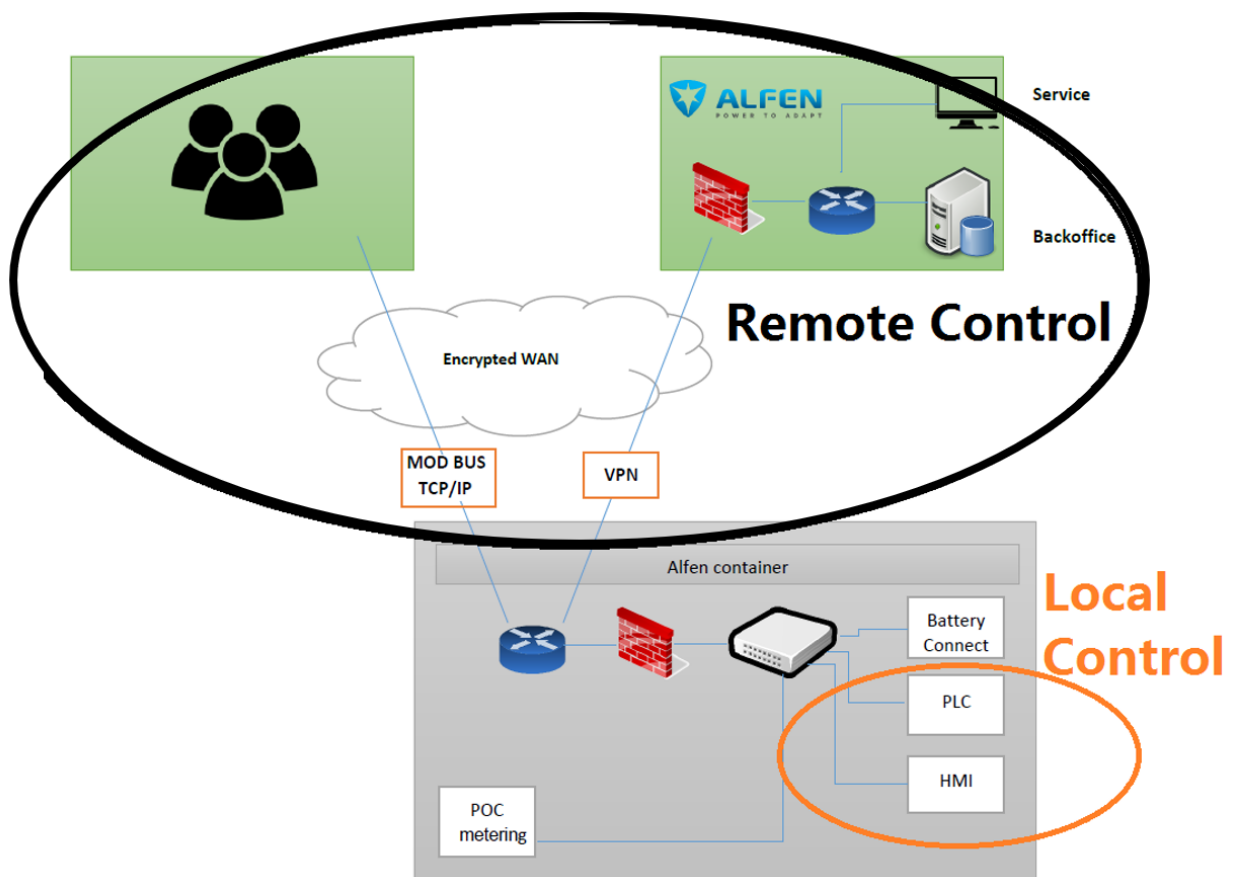 ALFEN
POWER TO ADAPT
Service
Backoffice
Remote Control
Encrypted WAN
MOD BUS
TCP/IP
VPN
Alfen container
Local
Control
Battery
Connect
PLC
HMI
POC
metering